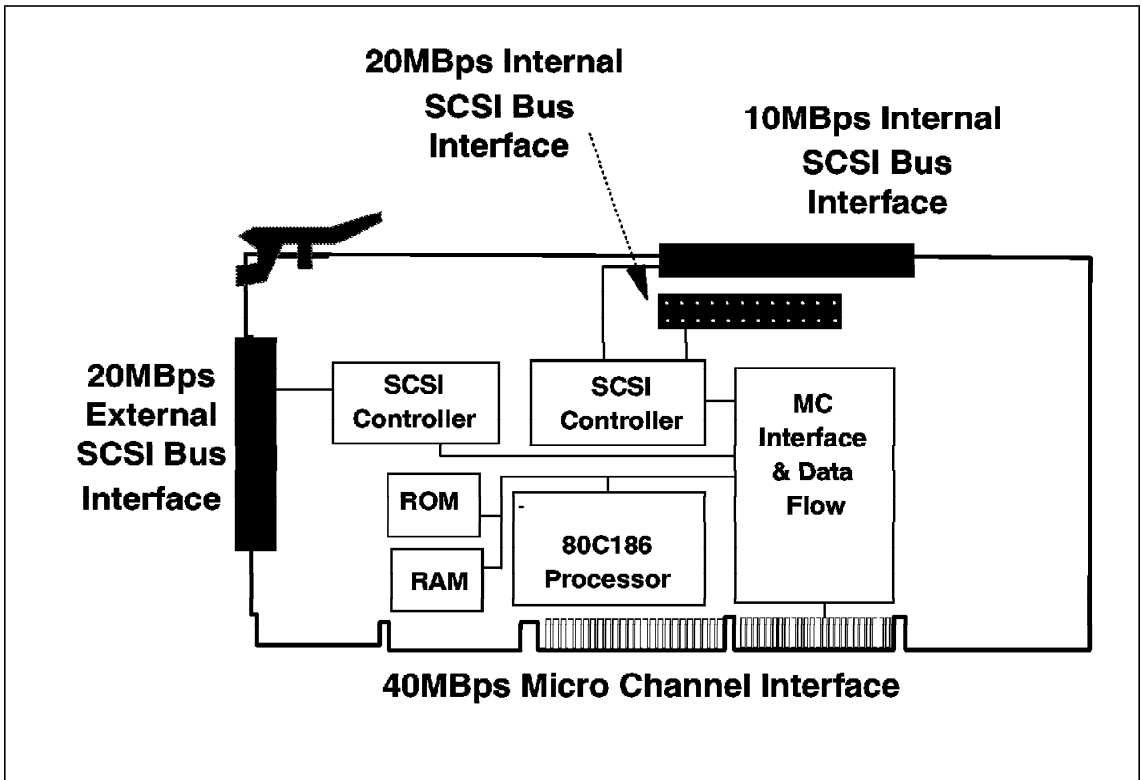 20MBps Internal
SCSI Bus
Interface
10MBps Internal
SCSI Bus
Interface
20MBps
External
SCSI Bus
Interface
SCSI
Controller
SCSI
Controller
MC
Interface
& Data
Flow
ROM
RAM
80C186
Processor
40MBps Micro Channel Interface